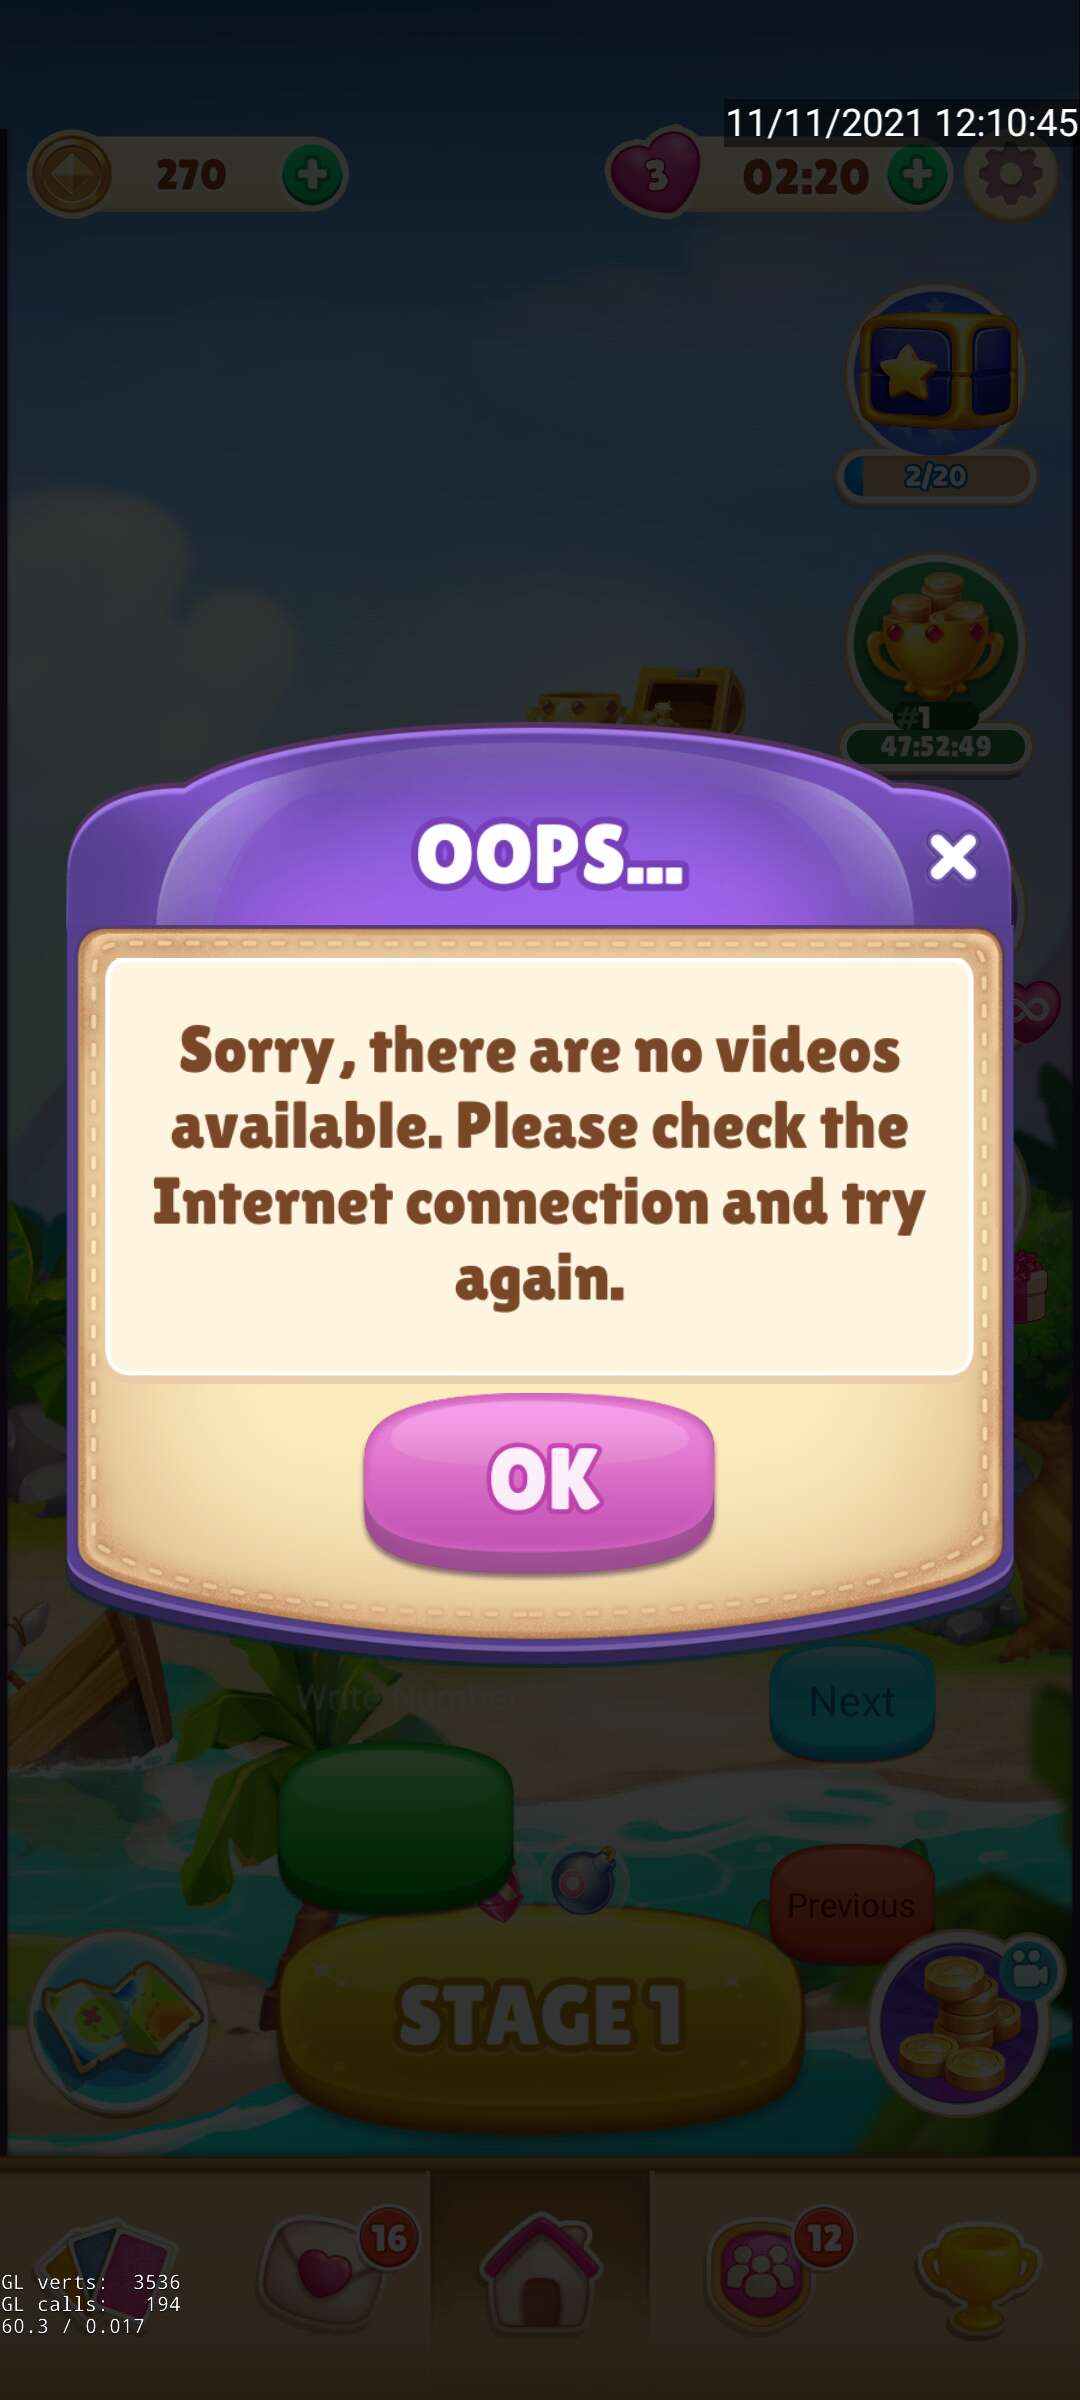 11/11/2021 12:10:45
270
3
02:20
2/20
#1
47:52:49
OOPS...
Sorry, there are no videos
available. Please check the
Internet connection and try
again.
OK
Write Number
Next
Previous
STAGE 1
16
12
GL verts: 3536
GL calls: 194
60.3 / 0.017